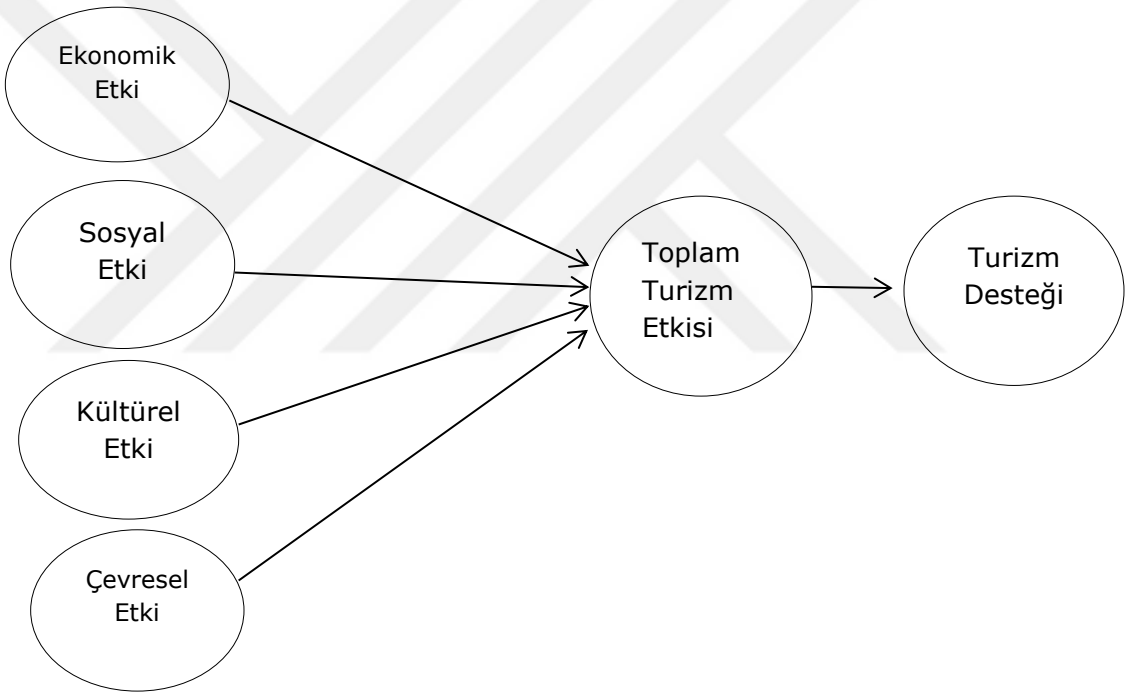 Ekonomik
Etki
Sosyal
Etki
Kültürel
Etki
Çevresel
Etki
Toplam
Turizm
Etkisi
Turizm
Desteği